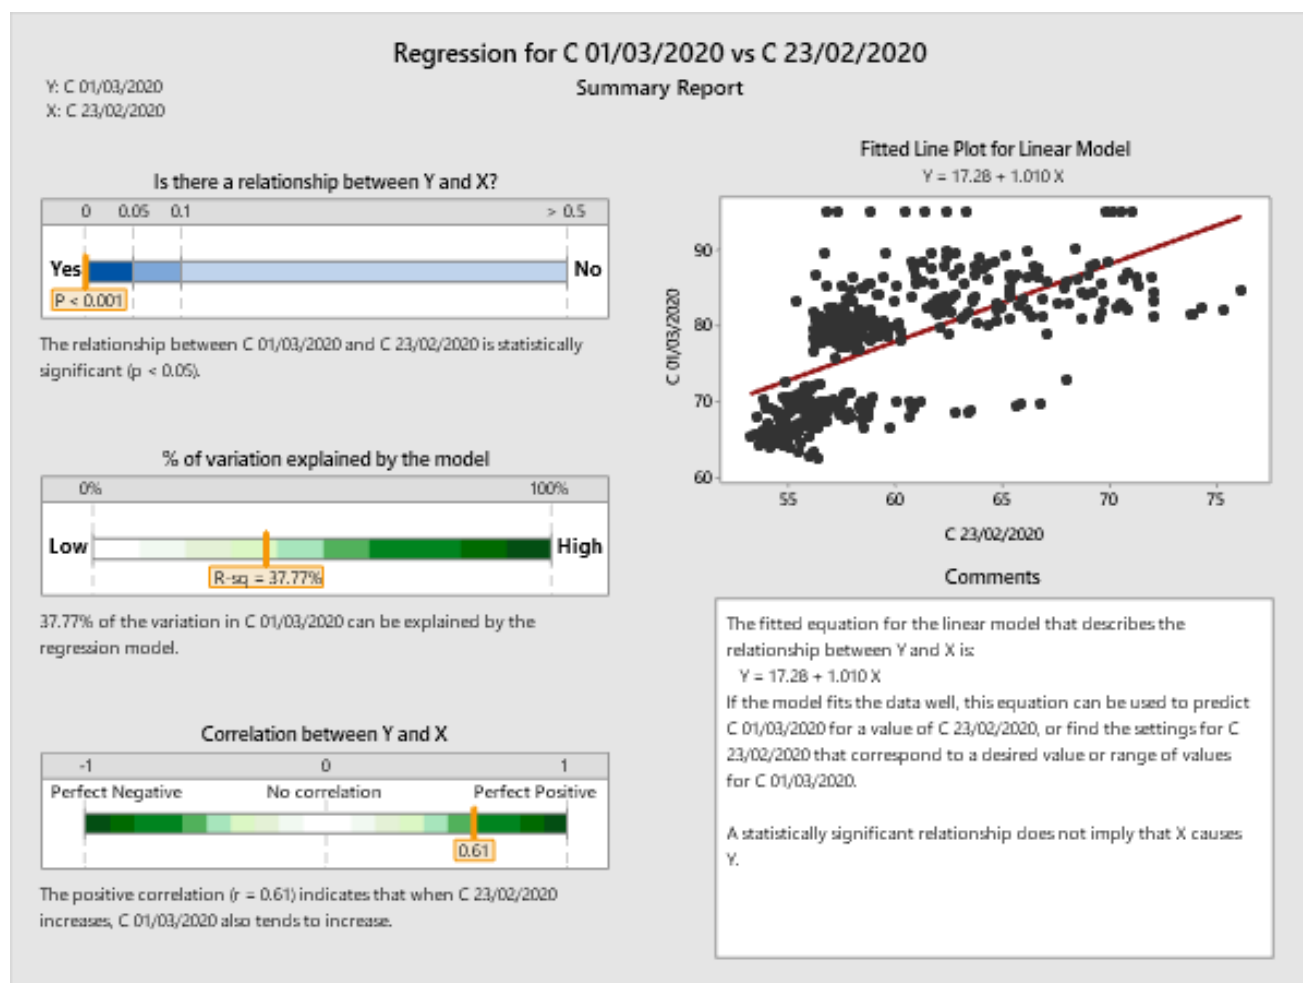 Regression for C 01/03/2020 vs C 23/02/2020
Summary Report
Y: C 01/03/2020
X: C 23/02/2020
Is there a relationship between Y and X?
0 0.05 0.1 > 0.5
Yes No
P < 0.001
The relationship between C 01/03/2020 and C 23/02/2020 is statistically
significant (p < 0.05).
% of variation explained by the model
0% 100%
Low High
R-sq = 37.77%
37.77% of the variation in C 01/03/2020 can be explained by the
regression model.
Correlation between Y and X
-1 0 1
Perfect Negative No correlation Perfect Positive
0.61
The positive correlation (r = 0.61) indicates that when C 23/02/2020
increases, C 01/03/2020 also tends to increase.
Fitted Line Plot for Linear Model
Y = 17.28 + 1.010 X
C 01/03/2020
90
80
70
60
55 60 65 70 75
C 23/02/2020
Comments
The fitted equation for the linear model that describes the
relationship between Y and X is:
Y = 17.28 + 1.010 X
If the model fits the data well, this equation can be used to predict
C 01/03/2020 for a value of C 23/02/2020, or find the settings for C
23/02/2020 that correspond to a desired value or range of values
for C 01/03/2020.
A statistically significant relationship does not imply that X causes
Y.